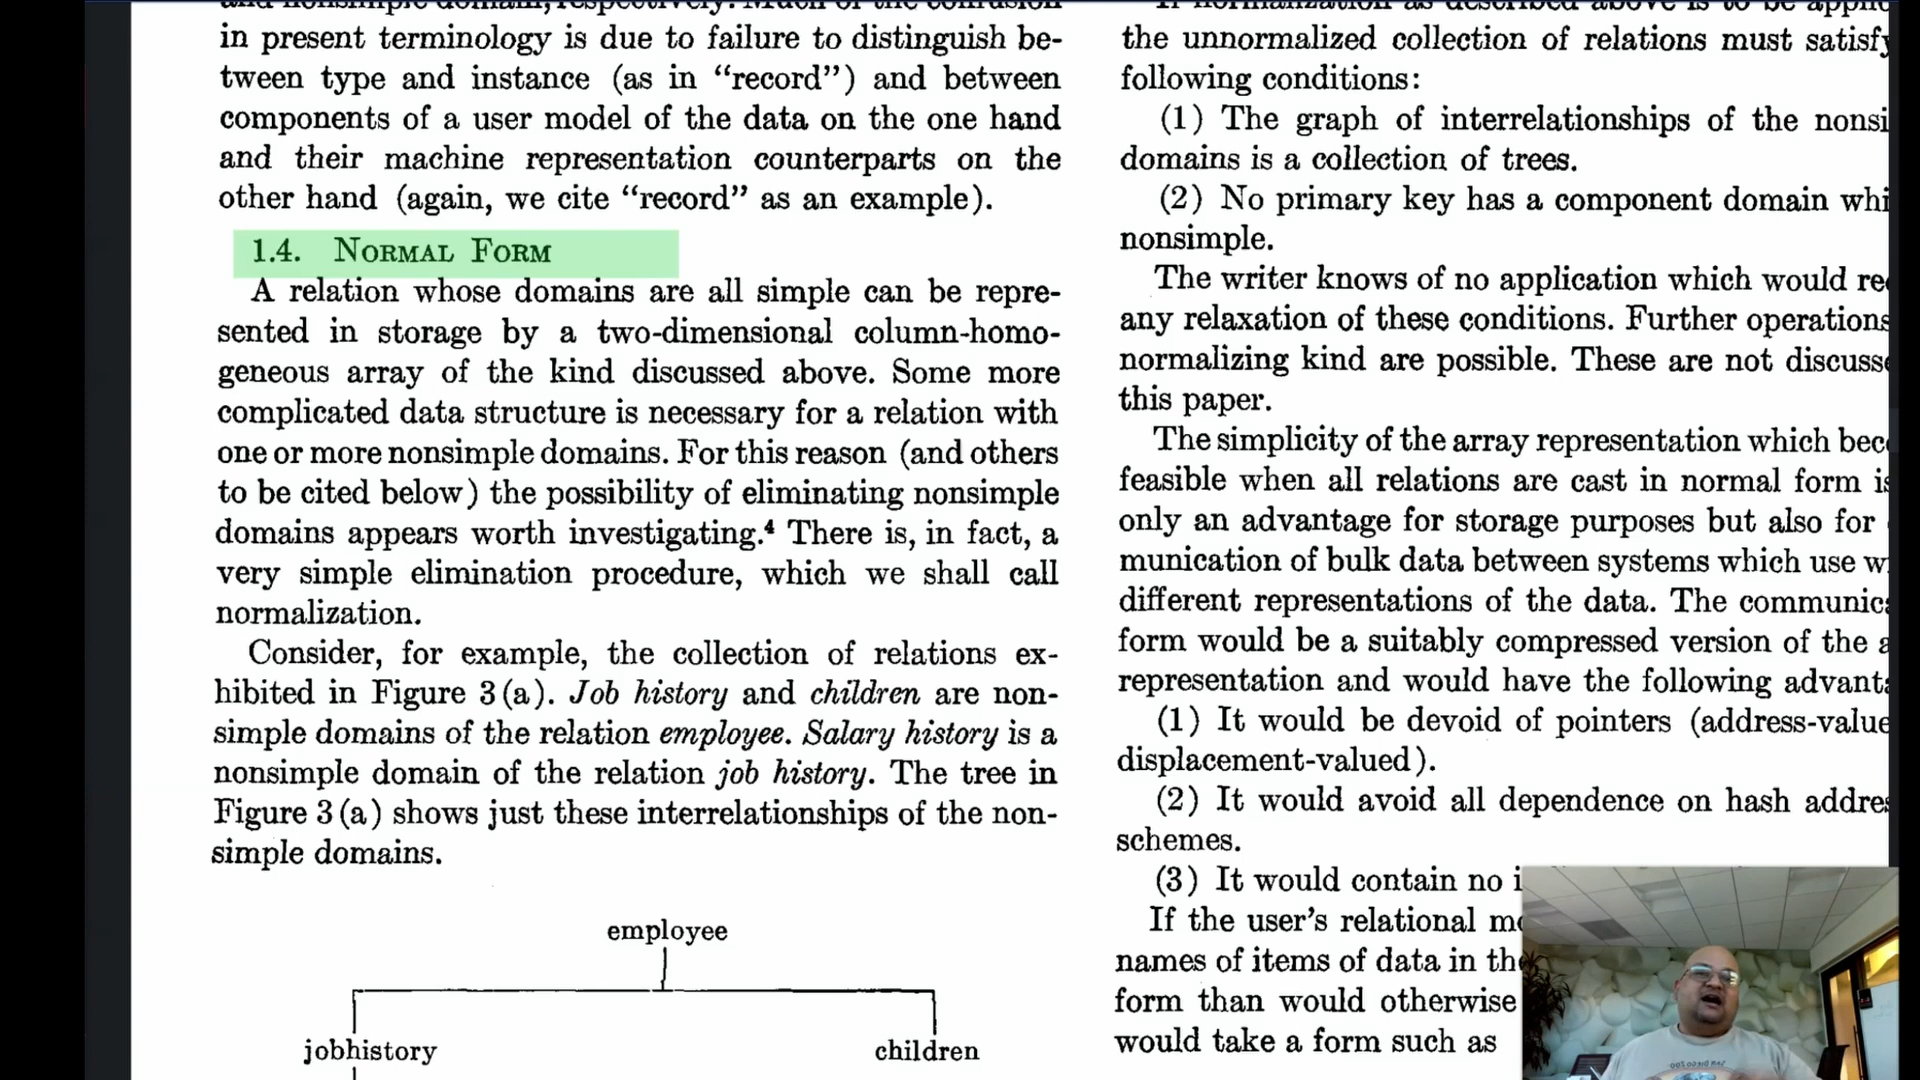 and nonsimple domain, respectively. Much of the confusion
in present terminology is due to failure to distinguish be-
tween type and instance (as in “record”) and between
components of a user model of the data on the one hand
and their machine representation counterparts on the
other hand (again, we cite “record” as an example).
1.4. NORMAL FORM
A relation whose domains are all simple can be repre-
sented in storage by a two-dimensional column-homo-
geneous array of the kind discussed above. Some more
complicated data structure is necessary for a relation with
one or more nonsimple domains. For this reason (and others
to be cited below) the possibility of eliminating nonsimple
domains appears worth investigating.⁴ There is, in fact, a
very simple elimination procedure, which we shall call
normalization.
Consider, for example, the collection of relations ex-
hibited in Figure 3(a). Job history and children are non-
simple domains of the relation employee. Salary history is a
nonsimple domain of the relation job history. The tree in
Figure 3(a) shows just these interrelationships of the non-
simple domains.
employee
jobhistory children
If normalization as described above is to be
the unnormalized collection of relations must
following conditions:
(1) The graph of interrelationships of the
domains is a collection of trees.
(2) No primary key has a component domain
nonsimple.
The writer knows of no application which would
any relaxation of these conditions. Further operations
normalizing kind are possible. These are not
this paper.
The simplicity of the array representation which
feasible when all relations are cast in normal form
only an advantage for storage purposes but also for
munication of bulk data between systems which use
different representations of the data. The
form would be a suitably compressed version of the
representation and would have the following
(1) It would be devoid of pointers
displacement-valued).
(2) It would avoid all dependence on hash
schemes.
(3) It would contain no
If the user’s relational
names of items of data in
form than would otherwise
would take a form such as